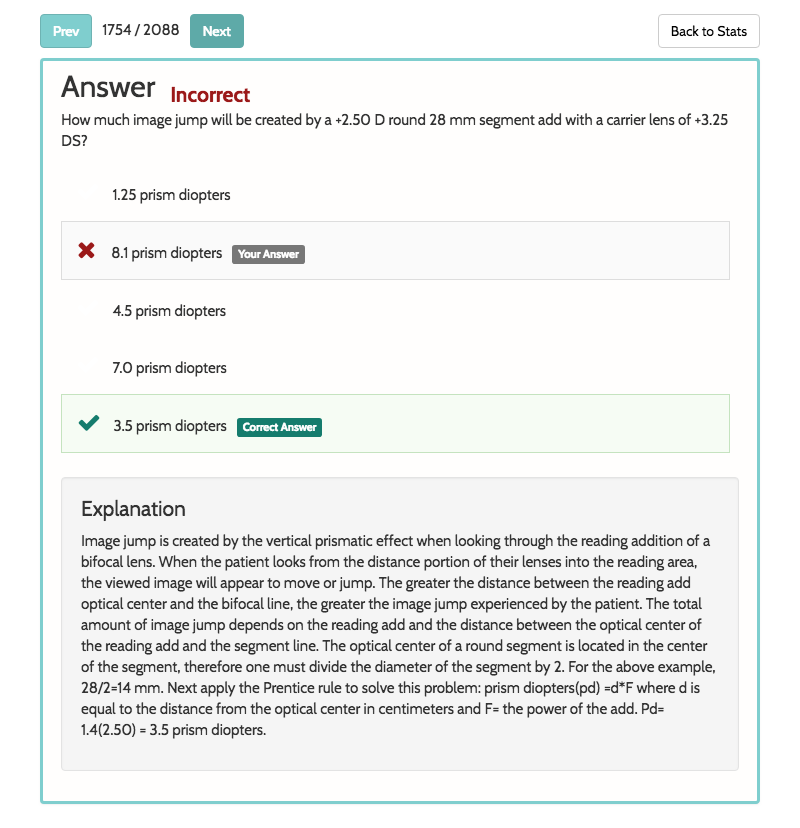 Prev 1754 / 2088 Next Back to Stats
Answer Incorrect
How much image jump will be created by a +2.50 D round 28 mm segment add with a carrier lens of +3.25
DS?
1.25 prism diopters
8.1 prism diopters Your Answer
4.5 prism diopters
7.0 prism diopters
3.5 prism diopters Correct Answer
Explanation
Image jump is created by the vertical prismatic effect when looking through the reading addition of a
bifocal lens. When the patient looks from the distance portion of their lenses into the reading area,
the viewed image will appear to move or jump. The greater the distance between the reading add
optical center and the bifocal line, the greater the image jump experienced by the patient. The total
amount of image jump depends on the reading add and the distance between the optical center of
the reading add and the segment line. The optical center of a round segment is located in the center
of the segment, therefore one must divide the diameter of the segment by 2. For the above example,
28/2=14 mm. Next apply the Prentice rule to solve this problem: prism diopters(pd) =d*F where d is
equal to the distance from the optical center in centimeters and F= the power of the add. Pd=
1.4(2.50) = 3.5 prism diopters.